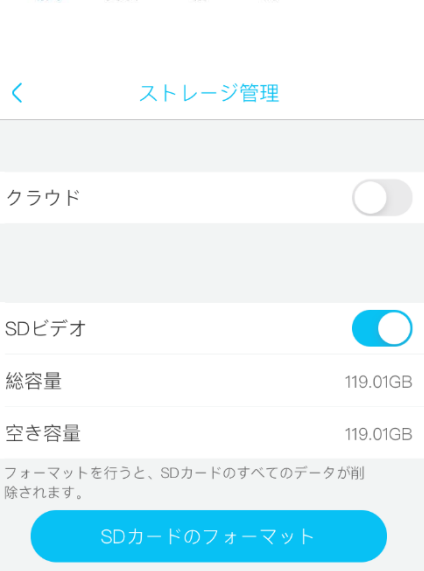 ストレージ管理
クラウド
SDビデオ
総容量 119.01GB
空き容量 119.01GB
フォーマットを行うと、SDカードのすべてのデータが削
除されます。
SDカードのフォーマット